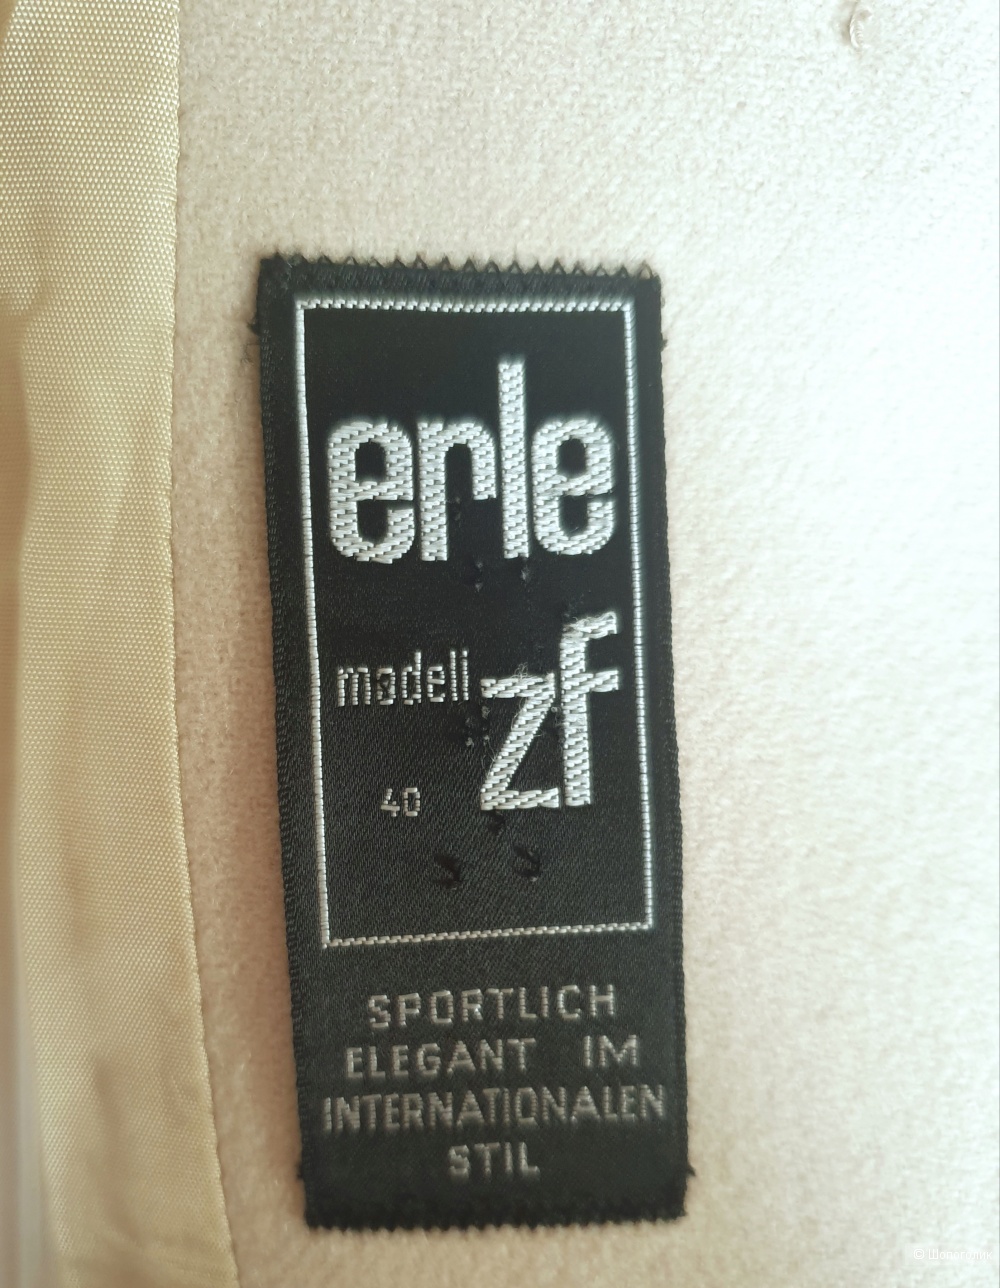 erle
modell zf
40
SPORTLICH
ELEGANT IM
INTERNATIONALEN
STIL